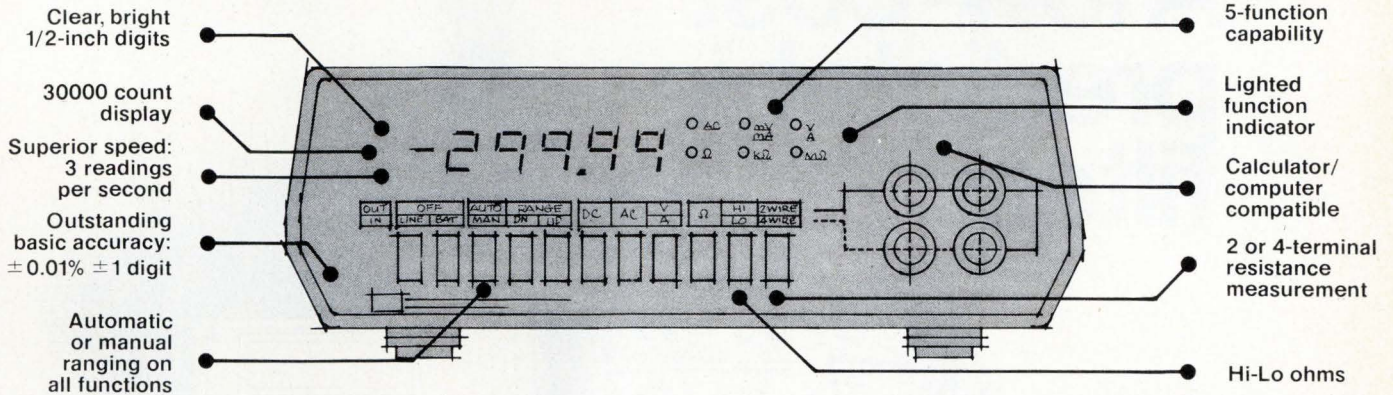 Clear, bright
1/2-inch digits
30000 count
display
Superior speed:
3 readings
per second
Outstanding
basic accuracy:
±0.01% ±1 digit
Automatic
or manual
ranging on
all functions
-299.99
AC
mV
mA
V
A
Ω
kΩ
MΩ
OUT
IN
OFF
LINE BAT
AUTO RANGE
MAN DN UP
DC
AC
V
A
Ω
HI
LO
2WIRE
4WIRE
5-function
capability
Lighted
function
indicator
Calculator/
computer
compatible
2 or 4-terminal
resistance
measurement
Hi-Lo ohms